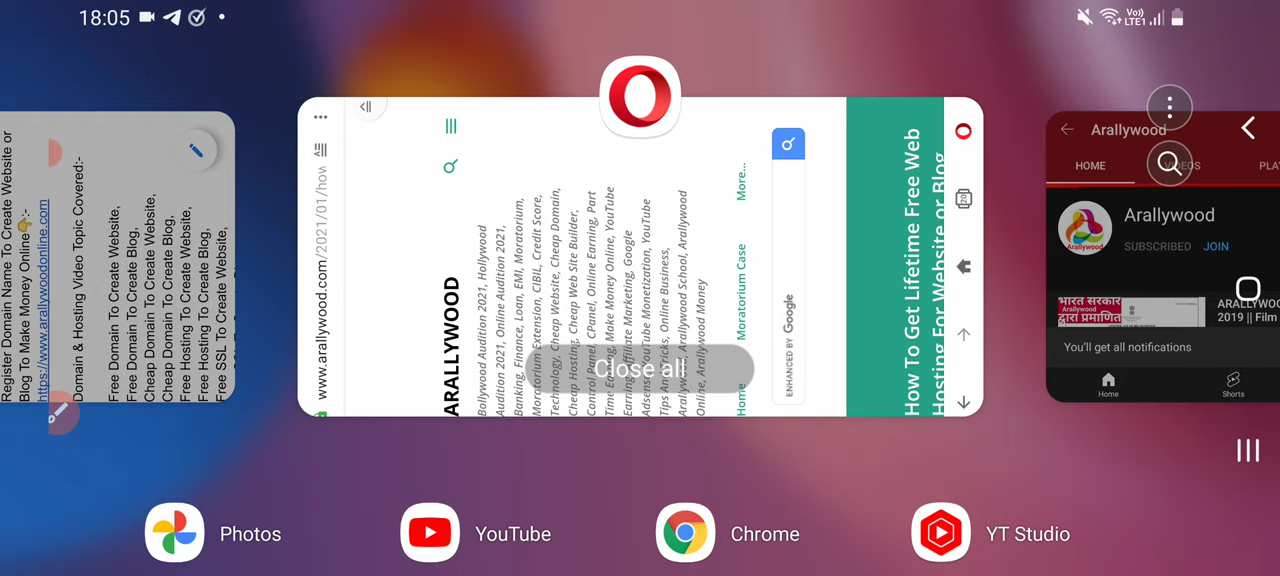 18:05
Vo))
LTE1
Register Domain Name To Create Website or
Blog To Make Money Online👉:-
https://www.arallywoodonline.com
Domain & Hosting Video Topic Covered:-
Free Domain To Create Website,
Free Domain To Create Blog,
Cheap Domain To Create Website,
Cheap Domain To Create Blog,
Free Hosting To Create Website,
Free Hosting To Create Blog,
Free SSL To Create Website,
www.arallywood.com/2021/01/how
ARALLYWOOD
Bollywood Audition 2021, Hollywood
Audition 2021, Online Audition 2021,
Banking, Finance, Loan, EMI, Moratorium,
Moratorium Extension, CIBIL, Credit Score,
Technology, Cheap Website, Cheap Domain,
Cheap Hosting, Cheap Web Site Builder,
Control Panel, CPanel, Online Earning, Part
Time Earning, Make Money Online, YouTube
Earning, Affiliate Marketing, Google
Adsense, YouTube Monetization, YouTube
Tips And Tricks, Online Business,
Arallywood, Arallywood School, Arallywood
Online, Arallywood Money
Home Moratorium Case More...
ENHANCED BY Google
How To Get Lifetime Free Web
Hosting For Website or Blog
20
Close all
Arallywood
HOME VIDEOS PLA
Arallywood
Arallywood
SUBSCRIBED JOIN
भारत सरकार
Arallywood
द्वारा प्रमाणित
ARALLYWO
2019 || Film
You'll get all notifications
Home Shorts
Photos YouTube Chrome YT Studio